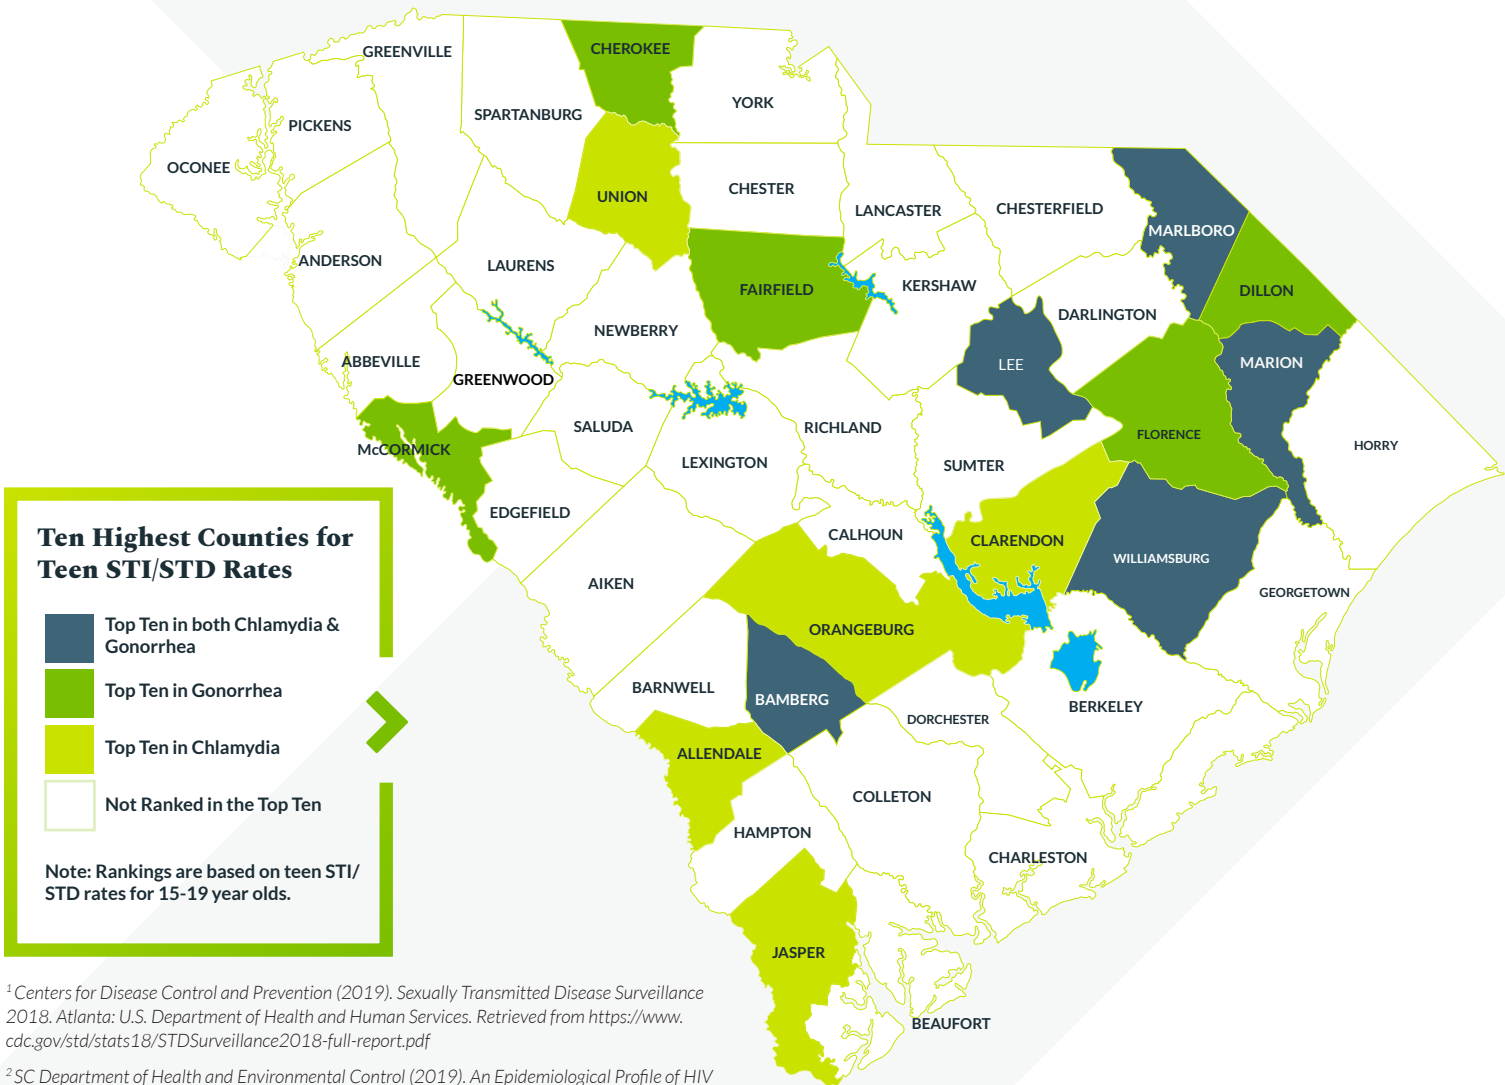 GREENVILLE
CHEROKEE
YORK
SPARTANBURG
PICKENS
OCONEE
UNION
CHESTER
LANCASTER
CHESTERFIELD
MARLBORO
ANDERSON
LAURENS
FAIRFIELD
KERSHAW
DILLON
DARLINGTON
NEWBERRY
ABBEVILLE
GREENWOOD
LEE
MARION
SALUDA
RICHLAND
FLORENCE
HORRY
McCORMICK
LEXINGTON
SUMTER
EDGEFIELD
CALHOUN
CLARENDON
WILLIAMSBURG
AIKEN
GEORGETOWN
ORANGEBURG
BARNWELL
BAMBERG
DORCHESTER
BERKELEY
ALLENDALE
COLLETON
HAMPTON
CHARLESTON
JASPER
BEAUFORT
Ten Highest Counties for
Teen STI/STD Rates
Top Ten in both Chlamydia &
Gonorrhea
Top Ten in Gonorrhea
Top Ten in Chlamydia
Not Ranked in the Top Ten
Note: Rankings are based on teen STI/
STD rates for 15-19 year olds.
1 Centers for Disease Control and Prevention (2019). Sexually Transmitted Disease Surveillance
2018. Atlanta: U.S. Department of Health and Human Services. Retrieved from https://www.
cdc.gov/std/stats18/STDSurveillance2018-full-report.pdf
2 SC Department of Health and Environmental Control (2019). An Epidemiological Profile of HIV